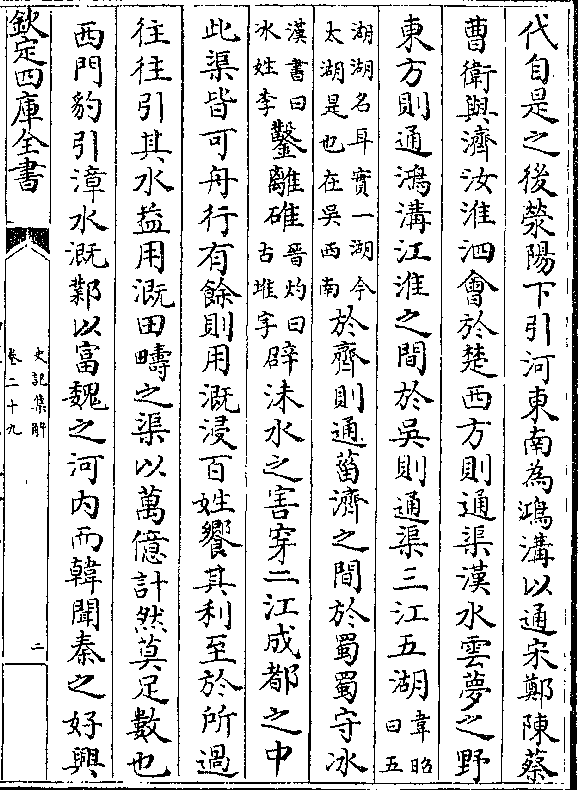 代自是之後滎陽下引河東南為鴻溝以通宋鄭陳蔡
曹衛與濟汝淮泗會於楚西方則通渠漢水雲夢之野
東方則通鴻溝江淮之間於吳則通渠三江五湖韋昭曰五
湖湖名耳實一湖今太湖是也在吳西南於齊則通菑濟之間於蜀蜀守冰
漢書曰冰姓李鑿離碓晉灼曰古堆字辟沫水之害穿二江成都之中
此渠皆可舟行有餘則用溉浸百姓饗其利至於所過
往往引其水益用溉田疇之渠以萬億計然莫足數也
西門豹引漳水溉鄴以富魏之河内而韓聞秦之好興
欽定四庫全書
史記集解
卷二十九
二